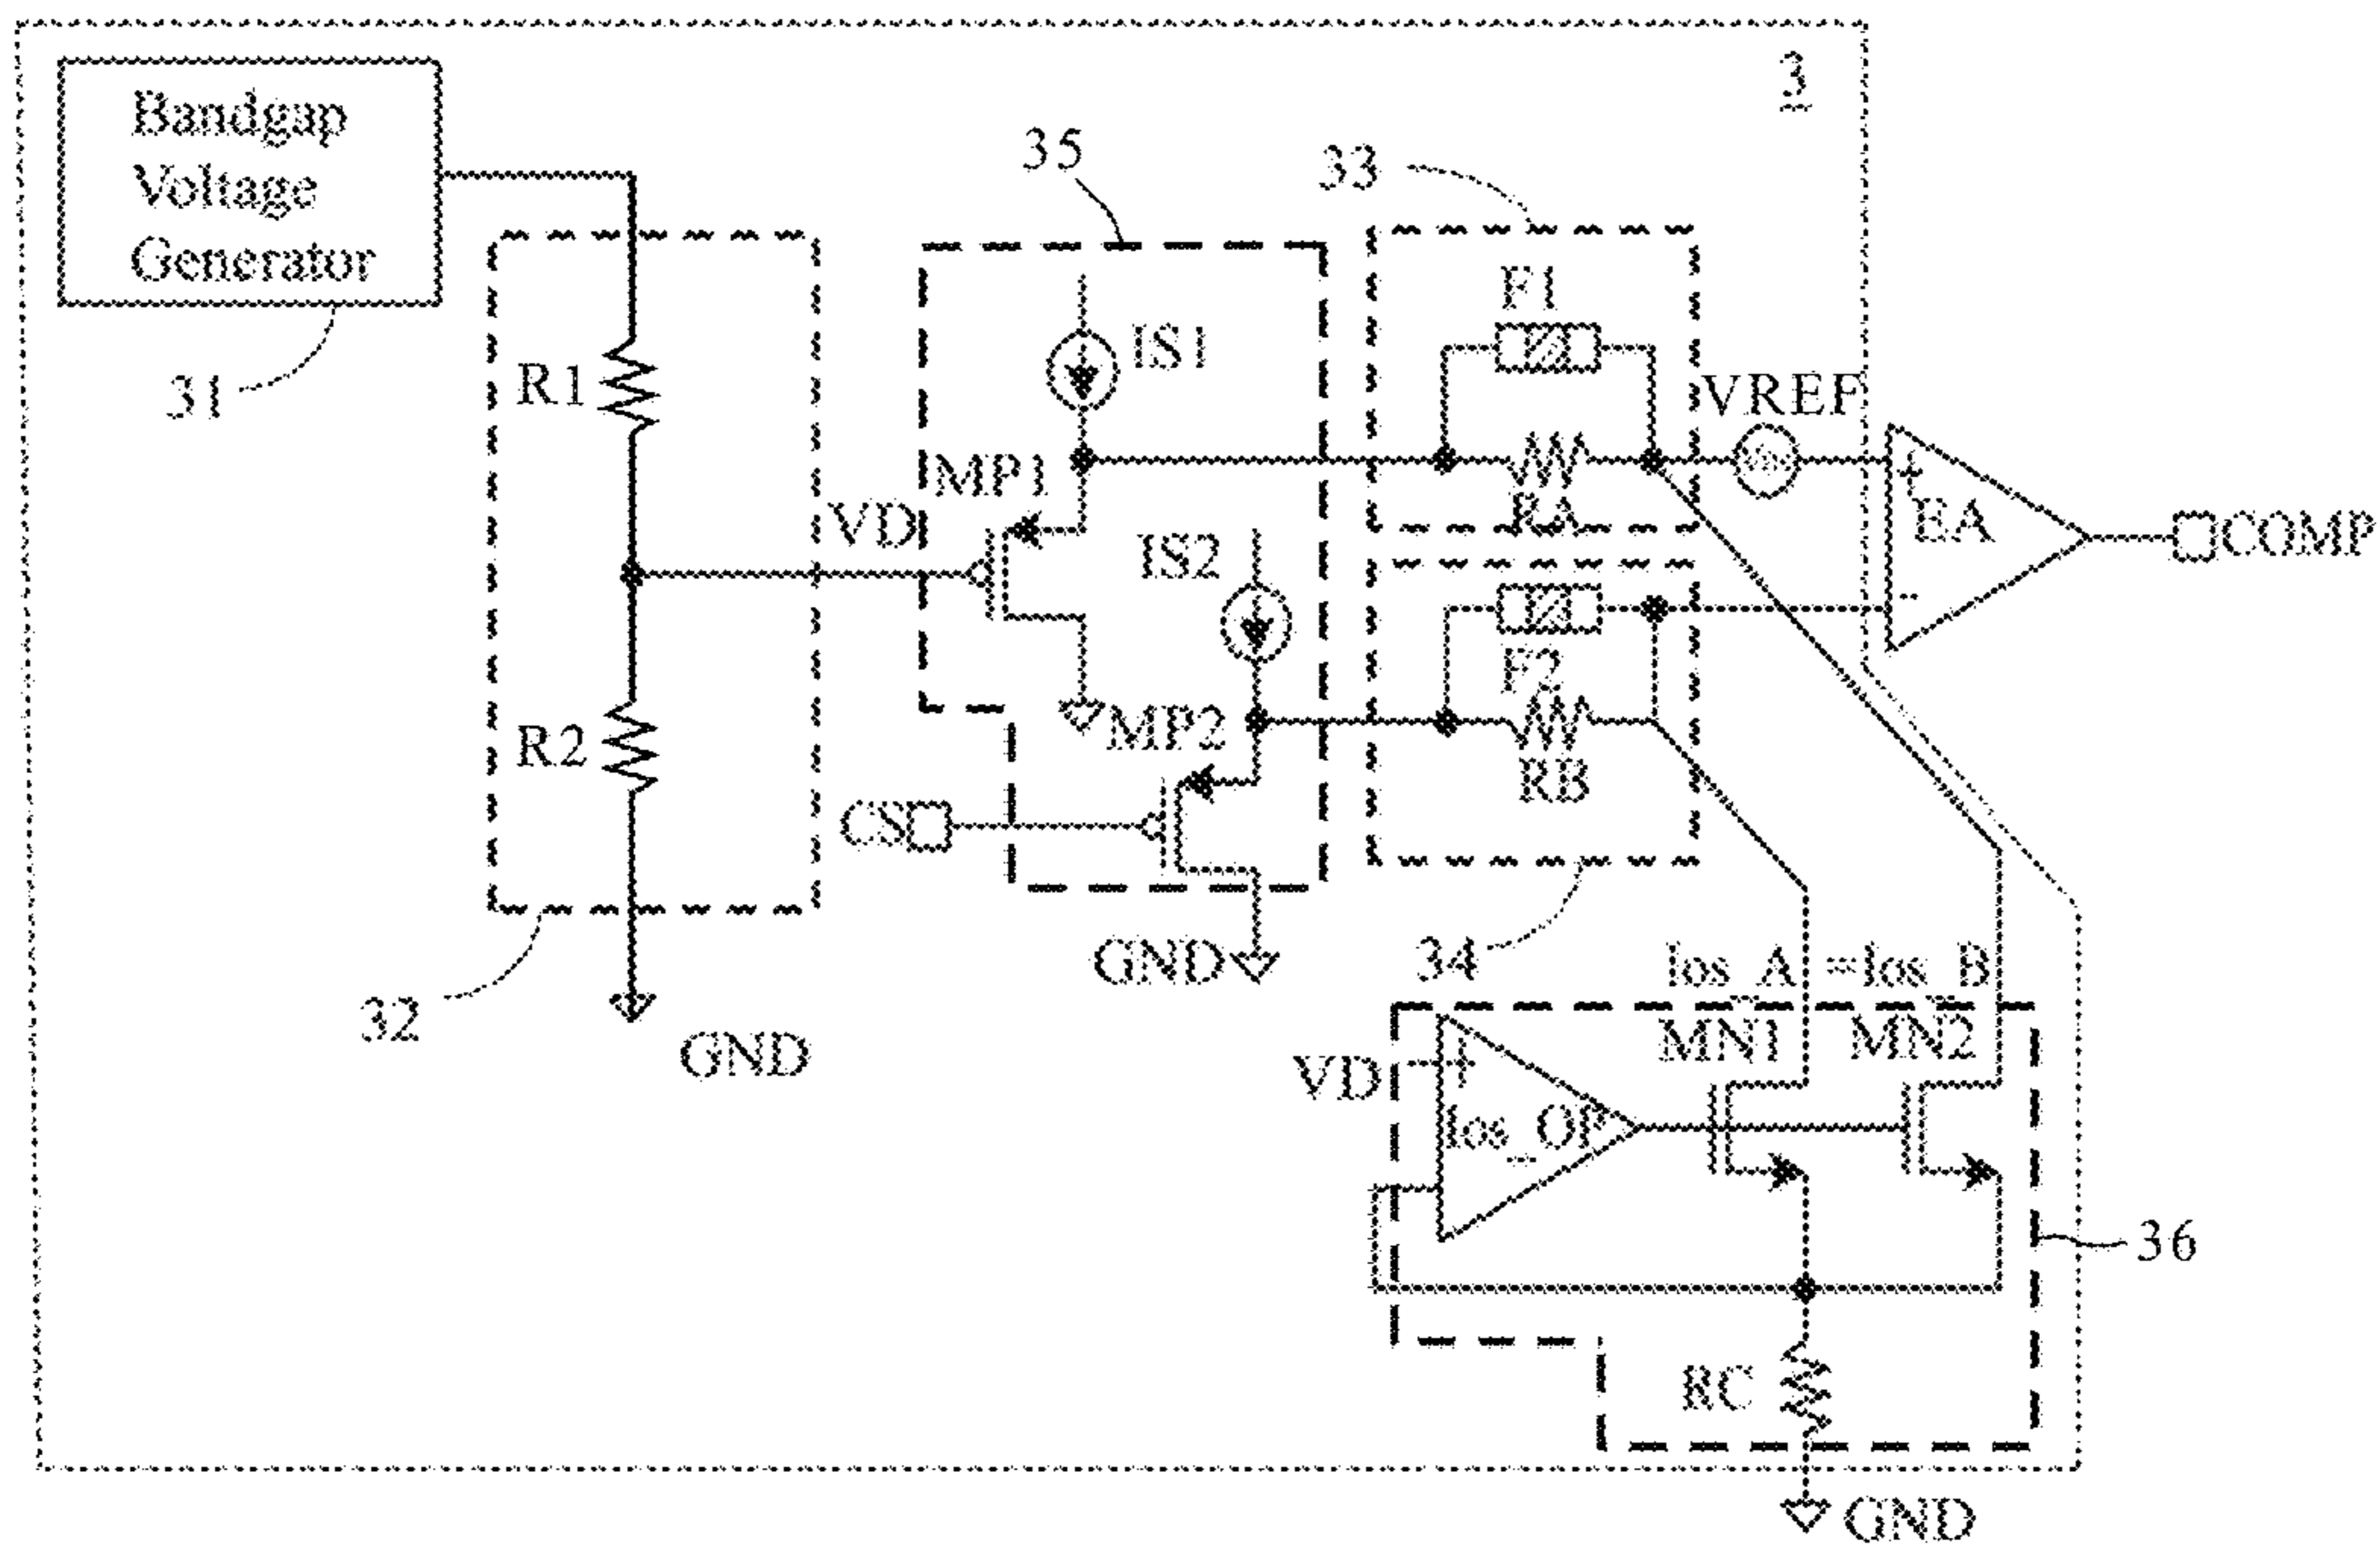 3
Bandgap
Voltage
Generator
31
35
33
F1
IS1
R1
VREF
MP1
RA
VD
IS2
EA
+
COMP
-
F2
MP2
R2
RB
CS
GND
34
Ios_A =Ios_B
32
GND
MN1
MN2
VD
+
Ios_OP
-
36
RC
GND